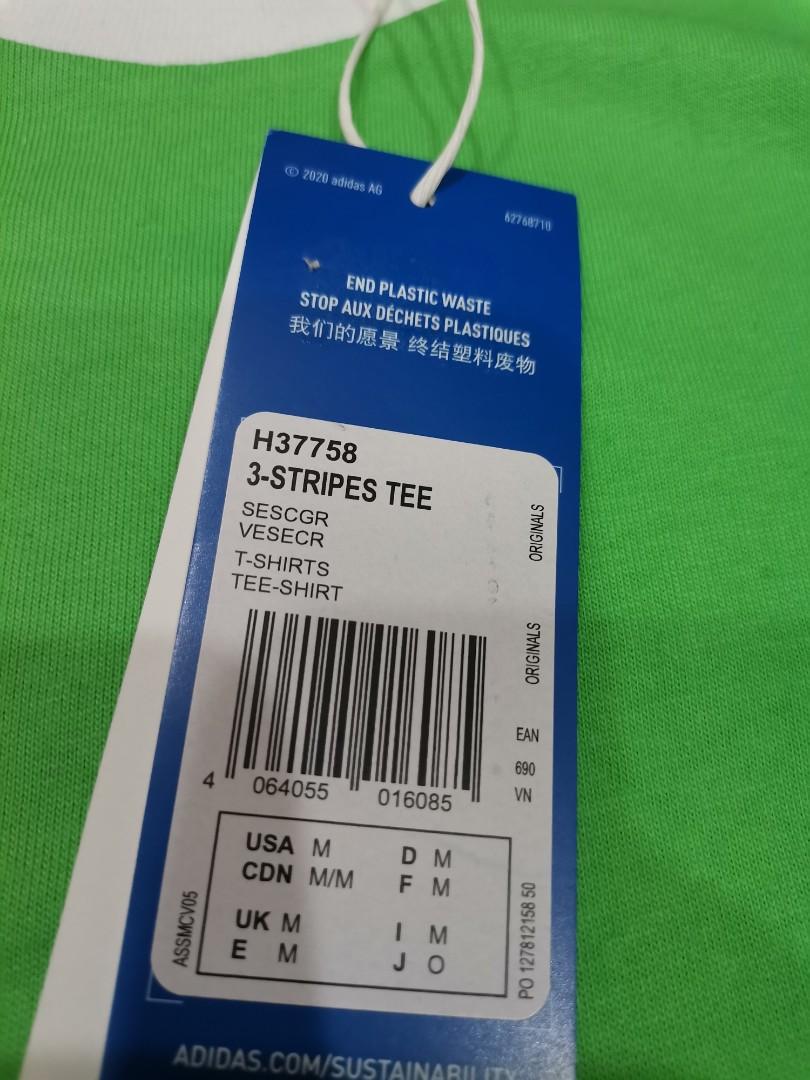 © 2020 adidas AG
62768710
END PLASTIC WASTE
STOP AUX DÉCHETS PLASTIQUES
我们的愿景 终结塑料废物
H37758
3-STRIPES TEE
SESCGR
VESECR
T-SHIRTS
TEE-SHIRT
ORIGINALS
ORIGINALS
EAN
690
VN
4 064055 016085
USA M D M
CDN M/M F M
UK M I M
E M J O
ASSMCV05
PO 127812158 50
ADIDAS.COM/SUSTAINABILITY